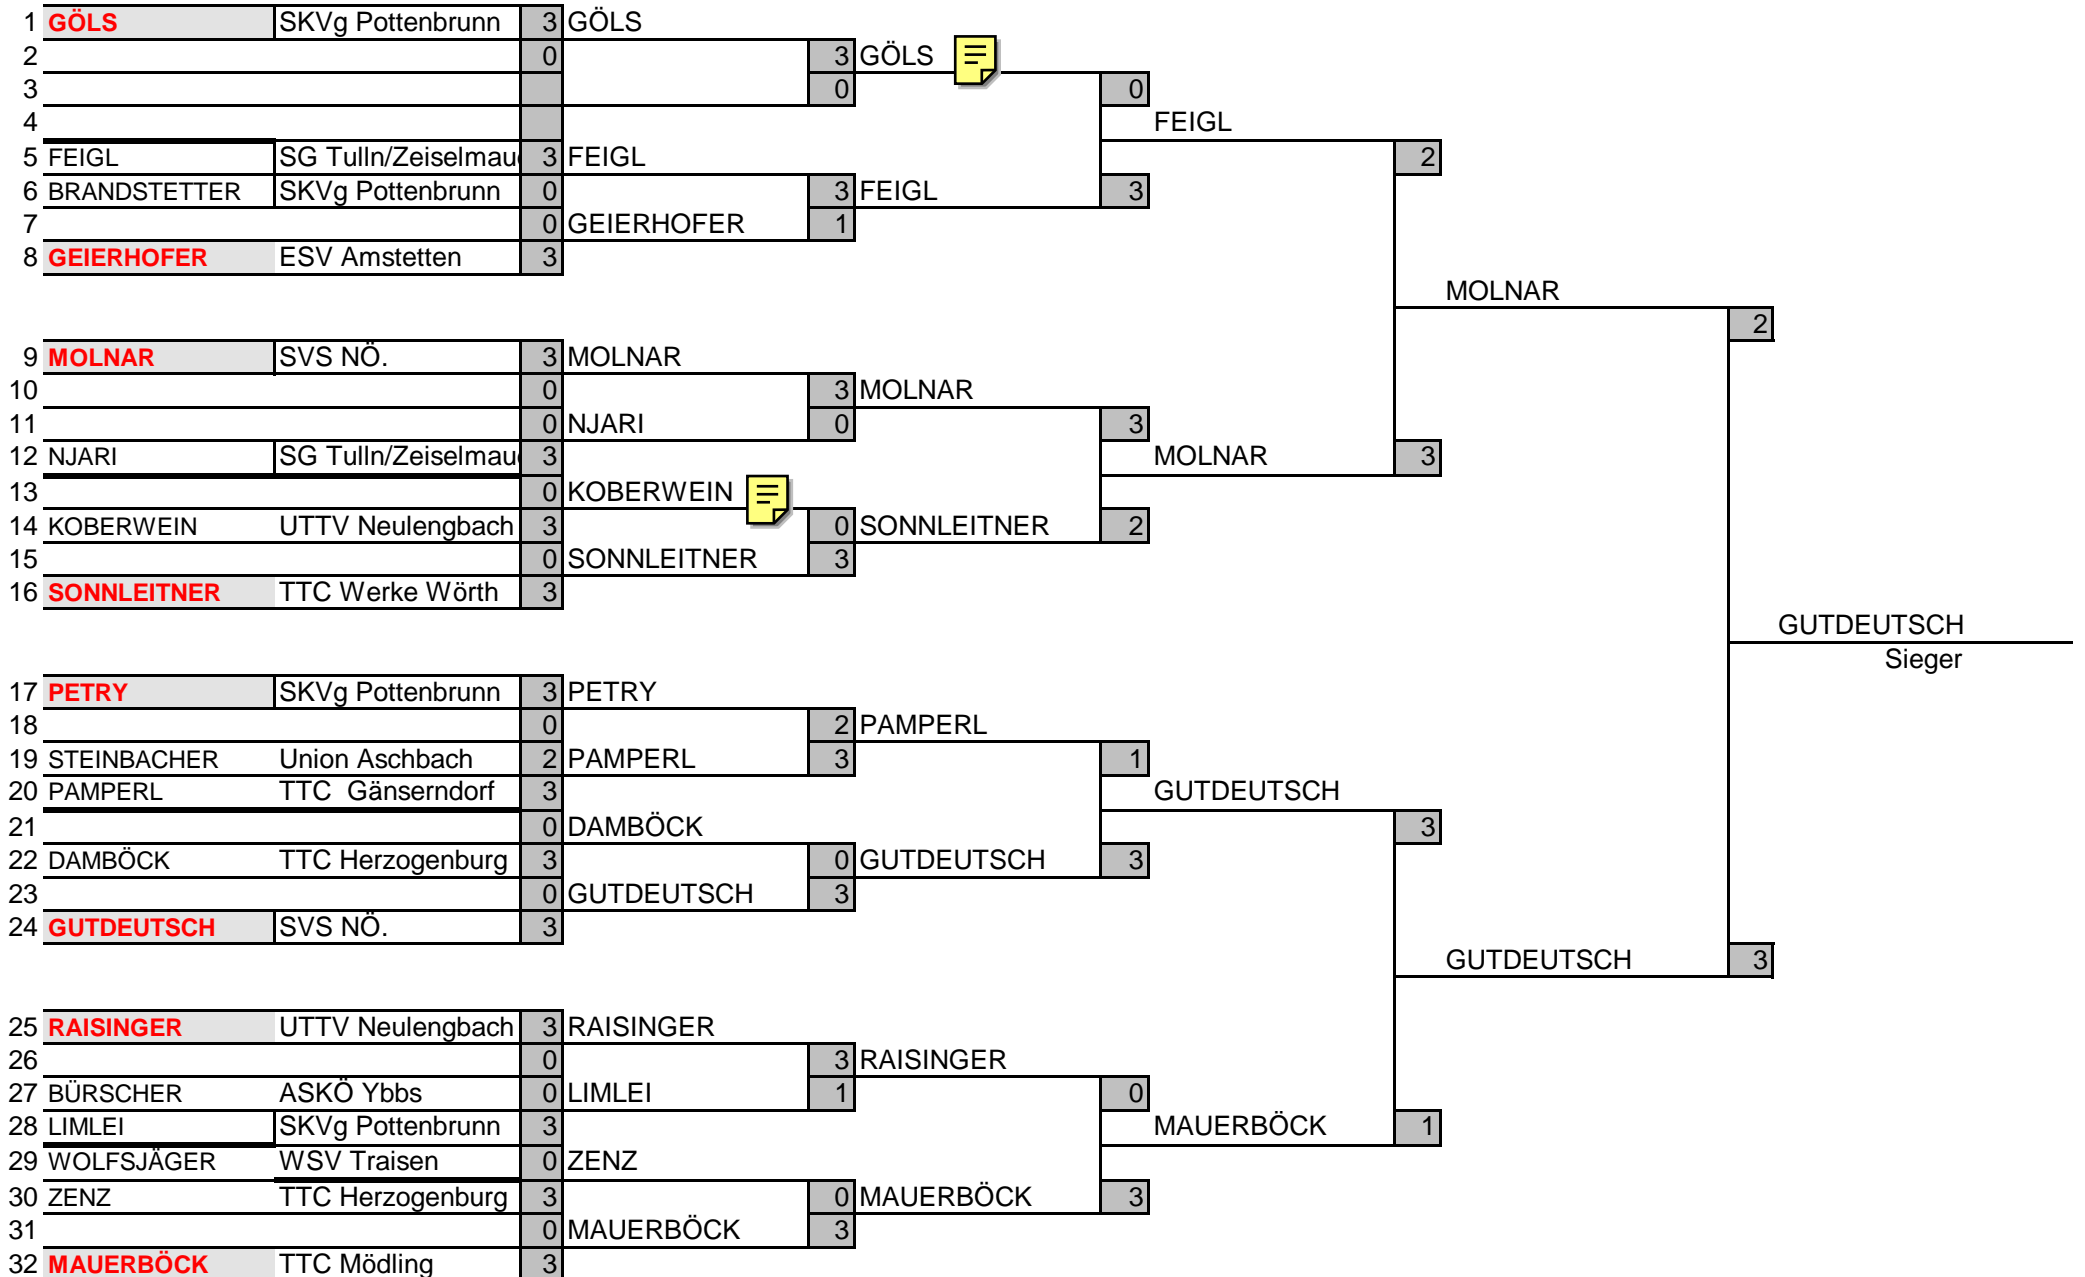 1 GÖLS SKVg Pottenbrunn 3 GÖLS
2 0 3 GÖLS
3 0 0
4 FEIGL
5 FEIGL SG Tulln/Zeiselmau 3 FEIGL 2
6 BRANDSTETTER SKVg Pottenbrunn 0 3 FEIGL 3
7 0 GEIERHOFER 1
8 GEIERHOFER ESV Amstetten 3
MOLNAR
2
9 MOLNAR SVS NÖ. 3 MOLNAR
10 0 3 MOLNAR
11 0 NJARI 0 3
12 NJARI SG Tulln/Zeiselmau 3 MOLNAR 3
13 0 KOBERWEIN
14 KOBERWEIN UTTV Neulengbach 3 0 SONNLEITNER 2
15 0 SONNLEITNER 3
16 SONNLEITNER TTC Werke Wörth 3
GUTDEUTSCH
Sieger
17 PETRY SKVg Pottenbrunn 3 PETRY
18 0 2 PAMPERL
19 STEINBACHER Union Aschbach 2 PAMPERL 3 1
20 PAMPERL TTC Gänserndorf 3 GUTDEUTSCH
21 0 DAMBÖCK 3
22 DAMBÖCK TTC Herzogenburg 3 0 GUTDEUTSCH 3
23 0 GUTDEUTSCH 3
24 GUTDEUTSCH SVS NÖ. 3
GUTDEUTSCH 3
25 RAISINGER UTTV Neulengbach 3 RAISINGER
26 0 3 RAISINGER
27 BÜRSCHER ASKÖ Ybbs 0 LIMLEI 1 0
28 LIMLEI SKVg Pottenbrunn 3 MAUERBÖCK 1
29 WOLFSJÄGER WSV Traisen 0 ZENZ
30 ZENZ TTC Herzogenburg 3 0 MAUERBÖCK 3
31 0 MAUERBÖCK 3
32 MAUERBÖCK TTC Mödling 3